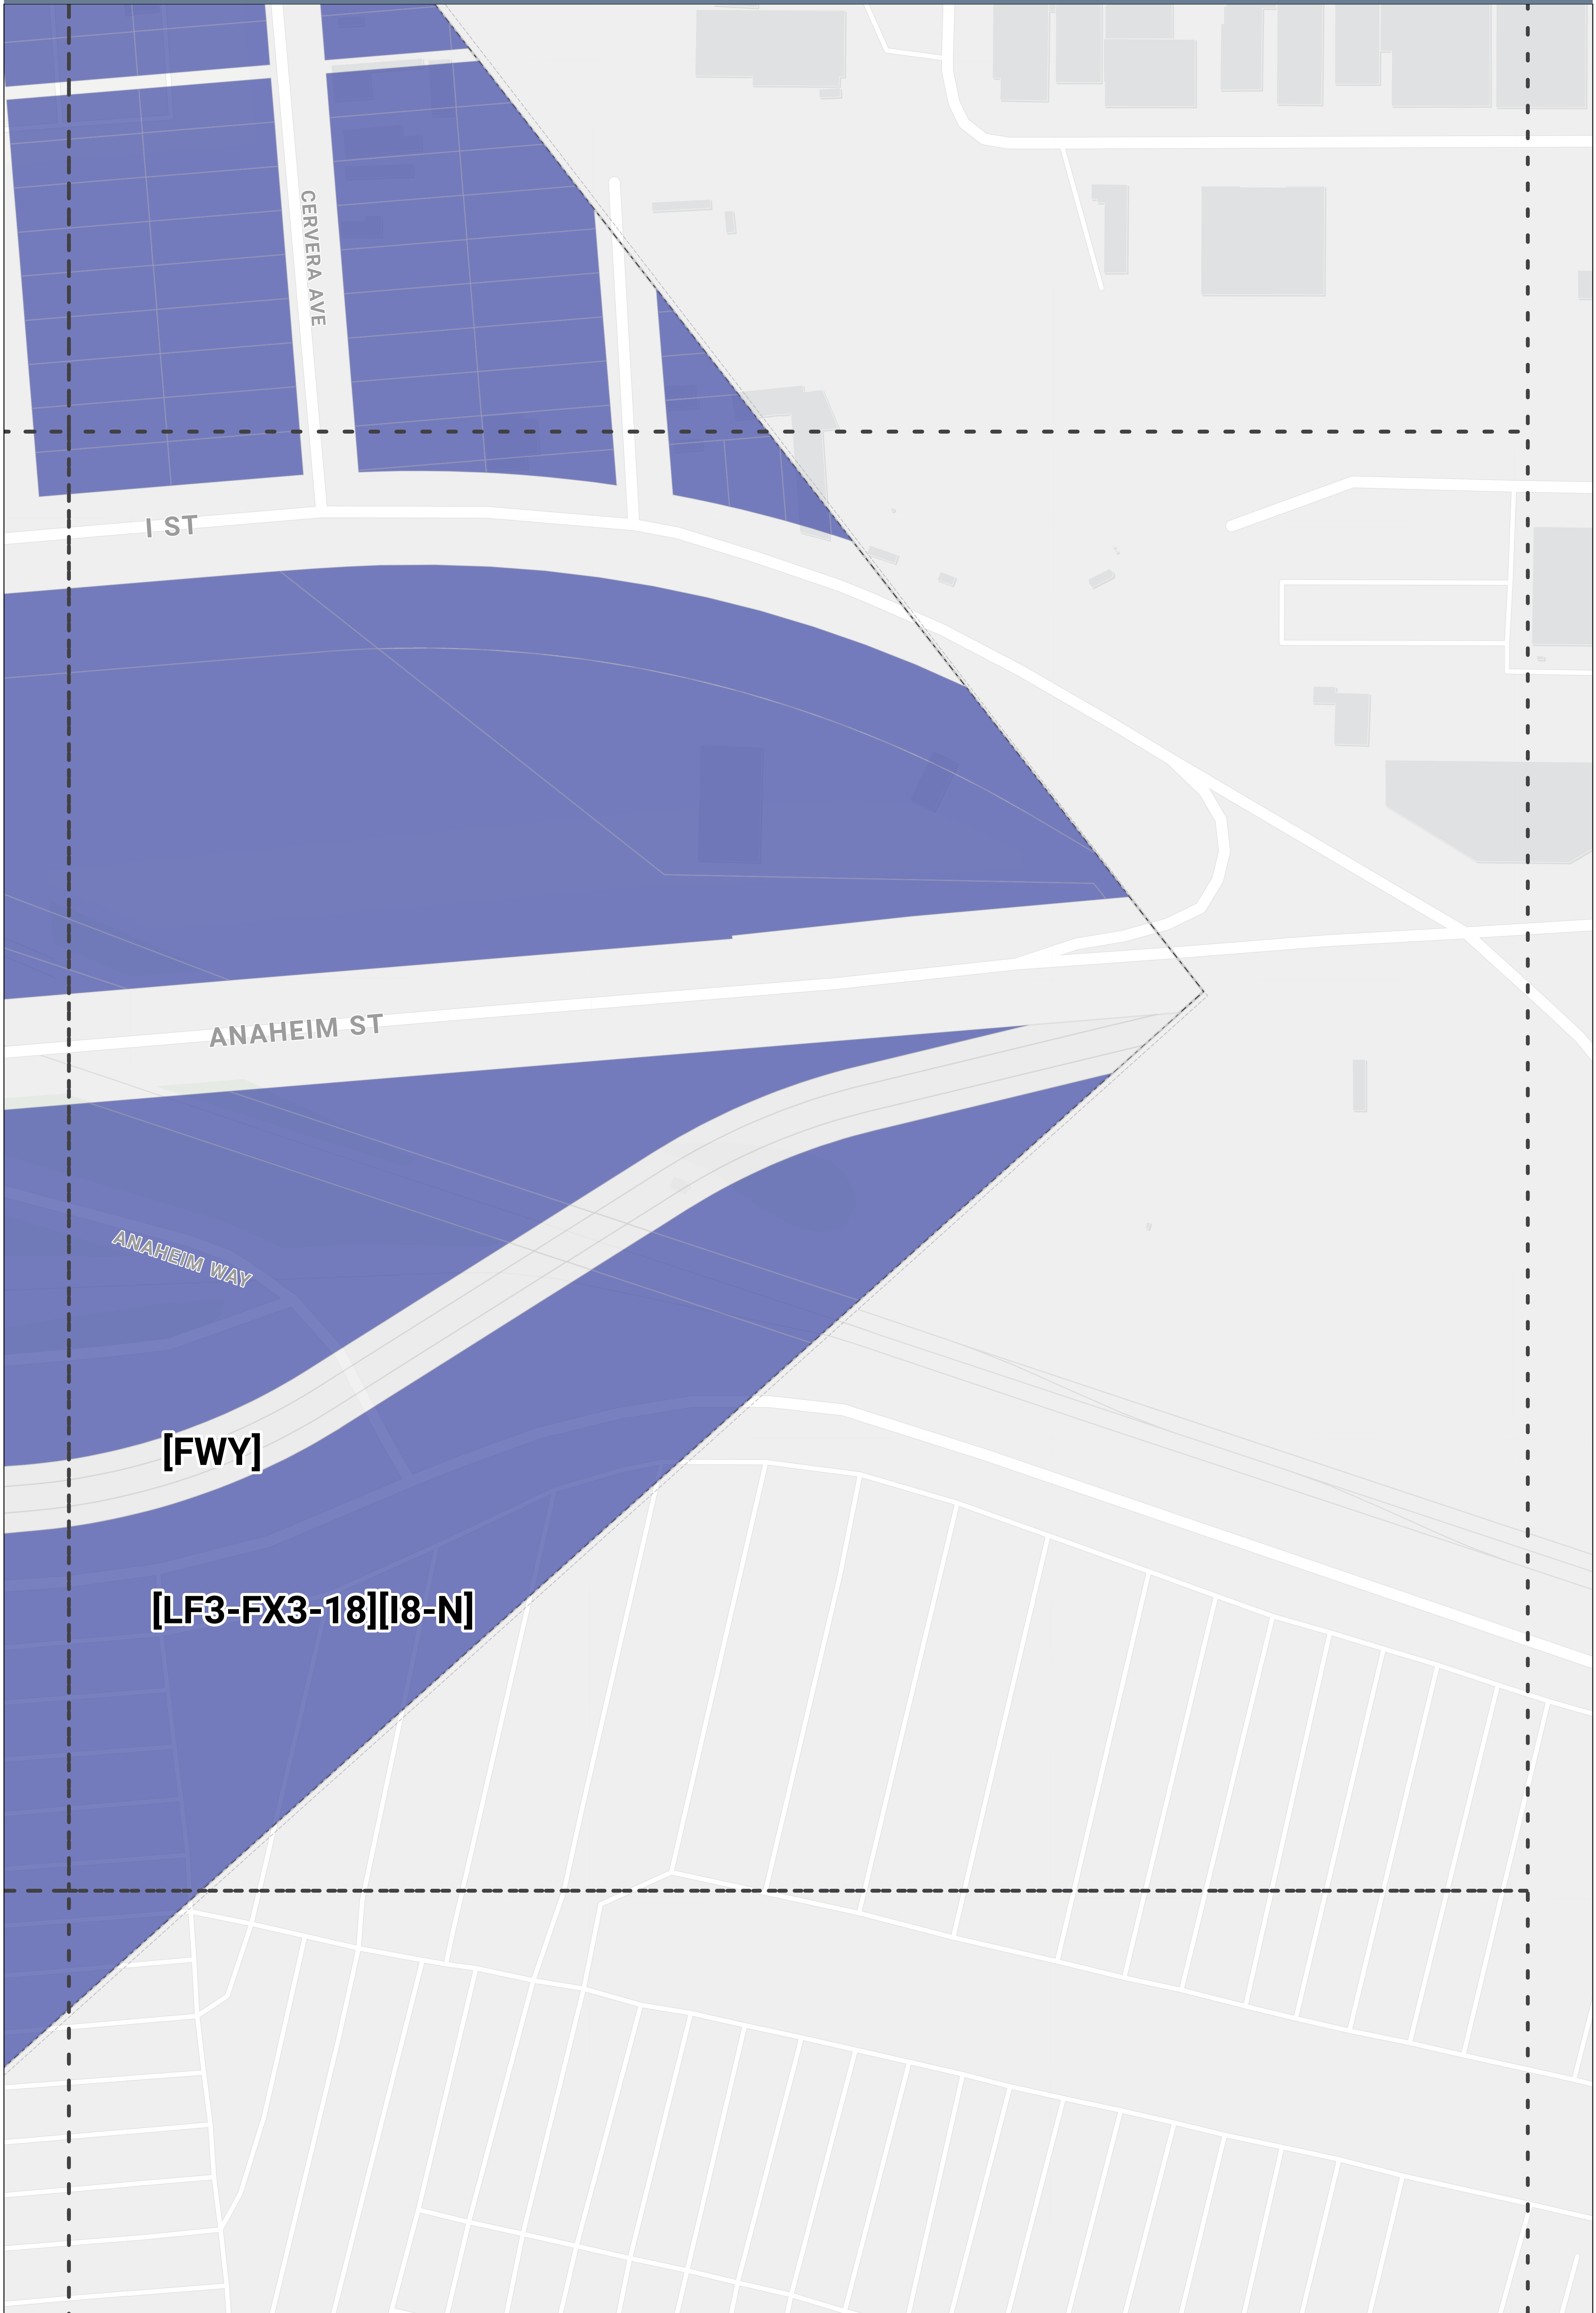 CERVERA AVE
I ST
ANAHEIM ST
ANAHEIM WAY
[FWY]
[LF3-FX3-18][I8-N]